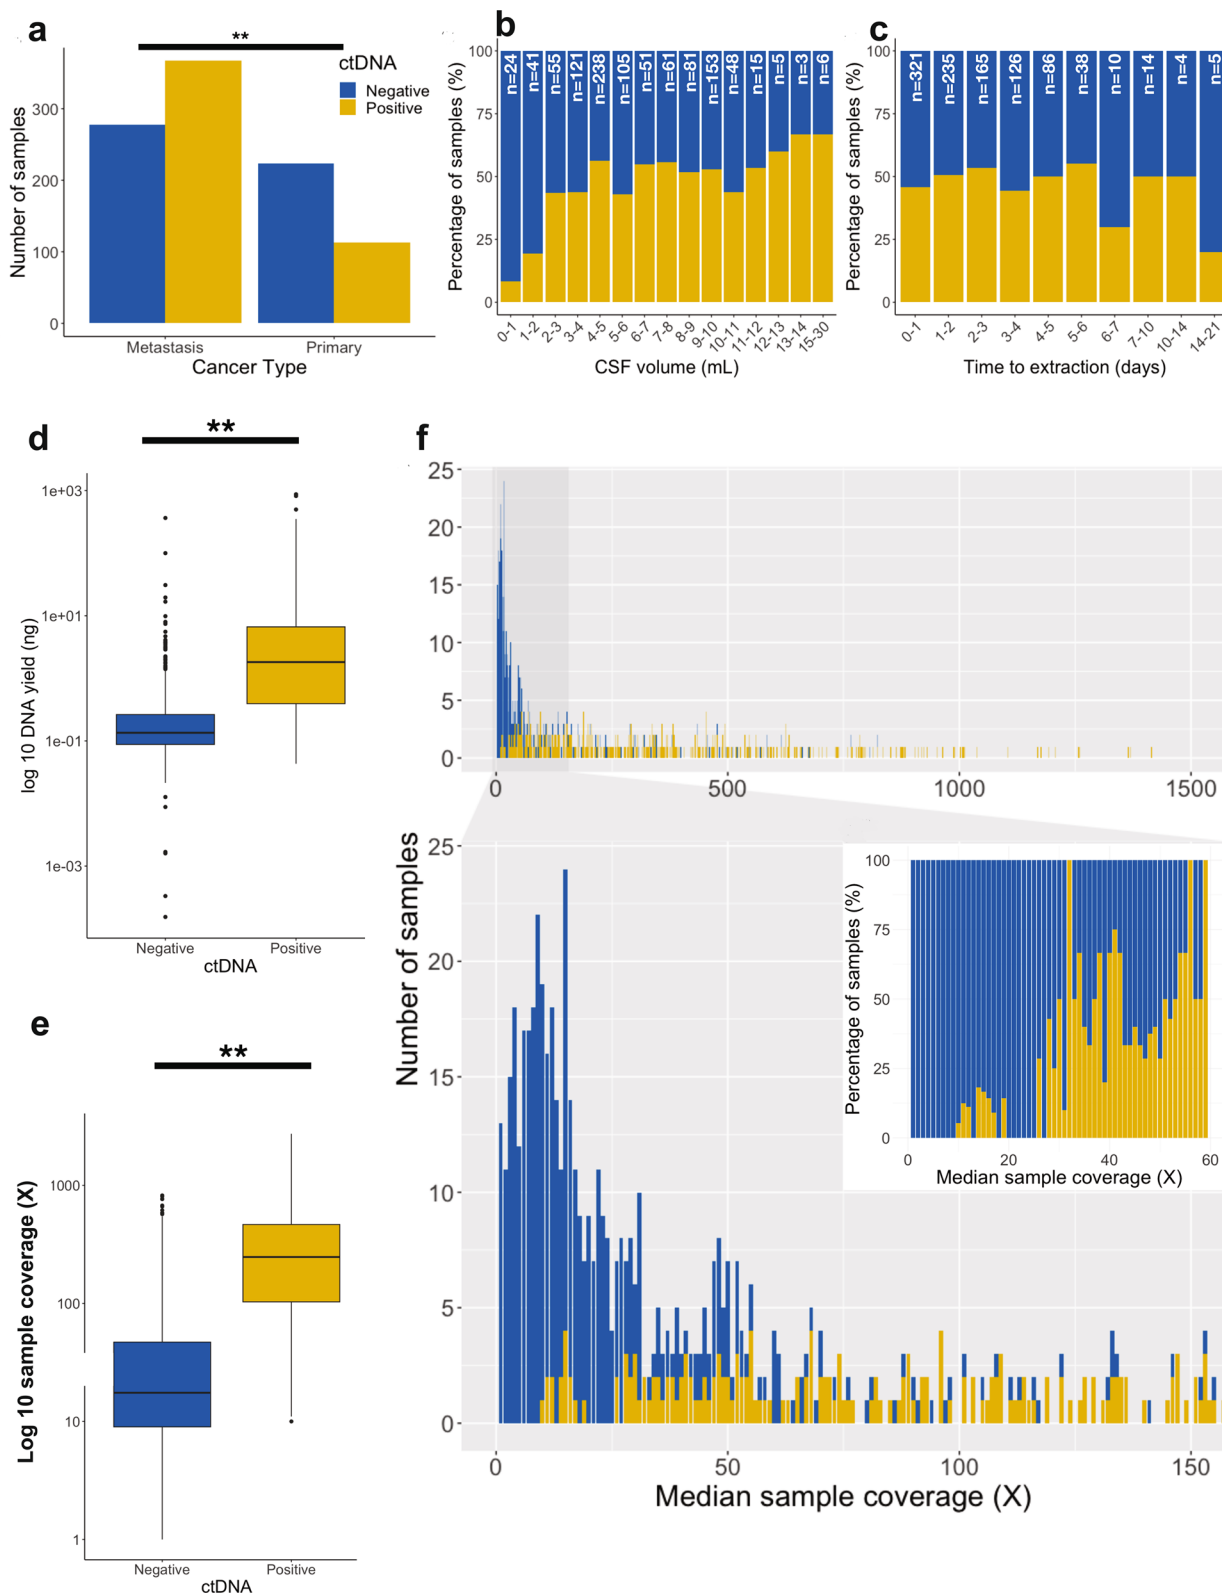 a
**
ctDNA
Negative
Positive
Number of samples
300
200
100
0
Metastasis
Primary
Cancer Type
b
Percentage of samples (%)
100
75
50
25
0
n=24
n=41
n=55
n=121
n=238
n=105
n=51
n=61
n=81
n=153
n=48
n=15
n=5
n=3
n=6
0-1
1-2
2-3
3-4
4-5
5-6
6-7
7-8
8-9
9-10
10-11
11-12
12-13
13-14
15-30
CSF volume (mL)
c
Percentage of samples (%)
100
75
50
25
0
n=321
n=235
n=165
n=126
n=86
n=38
n=10
n=14
n=4
n=5
0-1
1-2
2-3
3-4
4-5
5-6
6-7
7-10
10-14
14-21
Time to extraction (days)
d
**
log 10 DNA yield (ng)
1e+03
1e+01
1e-01
1e-03
Negative
Positive
ctDNA
e
**
Log 10 sample coverage (X)
1000
100
10
1
Negative
Positive
ctDNA
f
25
20
15
10
5
0
0
500
1000
1500
Number of samples
25
20
15
10
5
0
0
50
100
150
Median sample coverage (X)
Percentage of samples (%)
100
75
50
25
0
0
20
40
60
Median sample coverage (X)